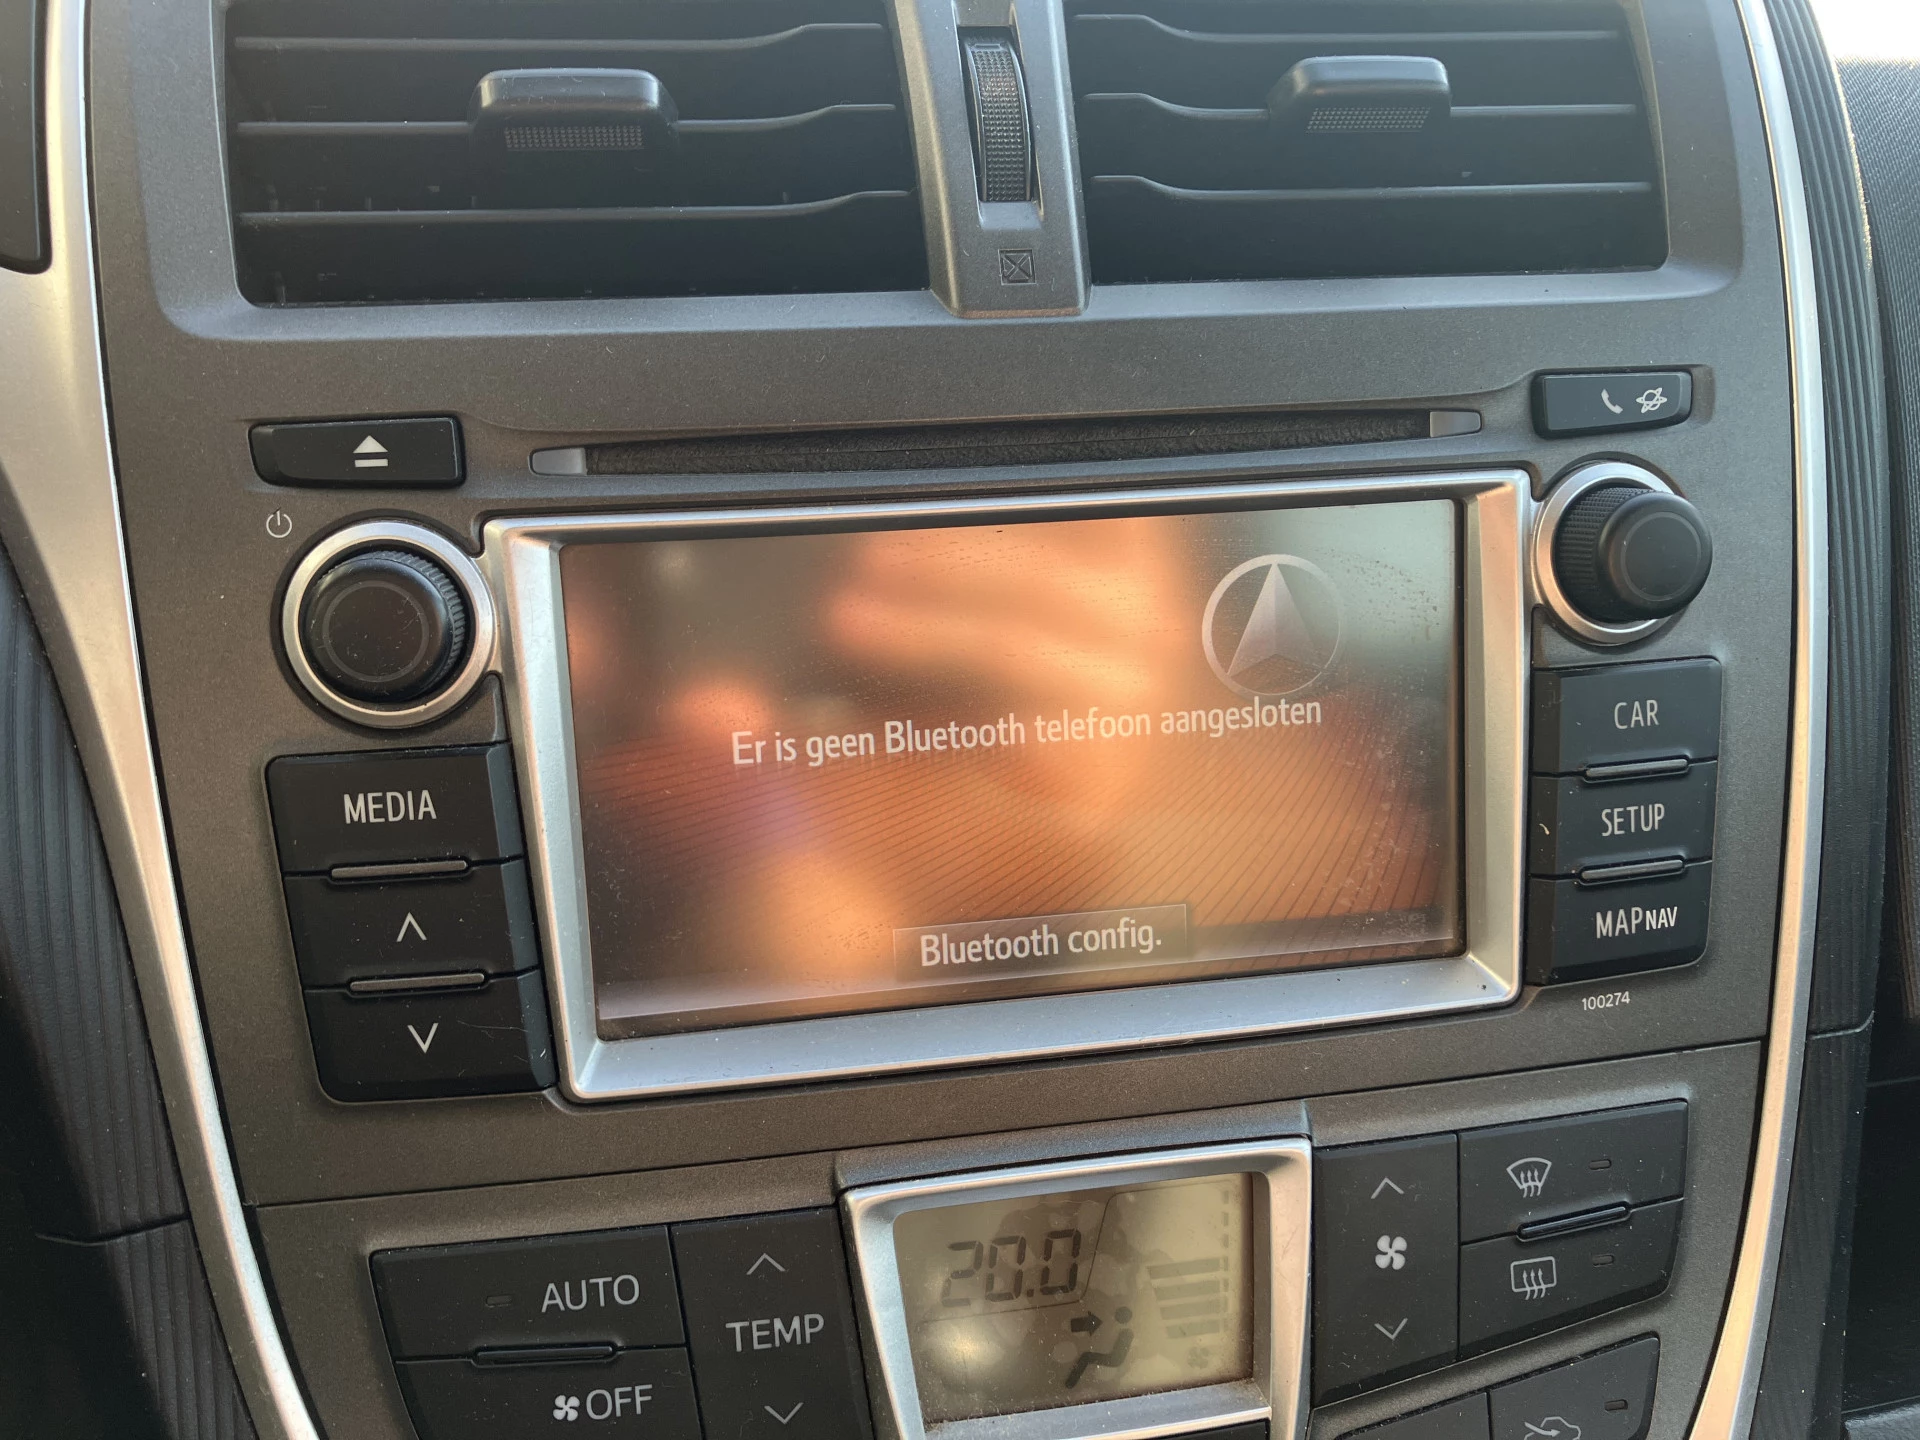 Er is geen Bluetooth telefoon aangesloten
Bluetooth config.
MEDIA
CAR
SETUP
MAPNAV
100274
20.0
AUTO
TEMP
OFF